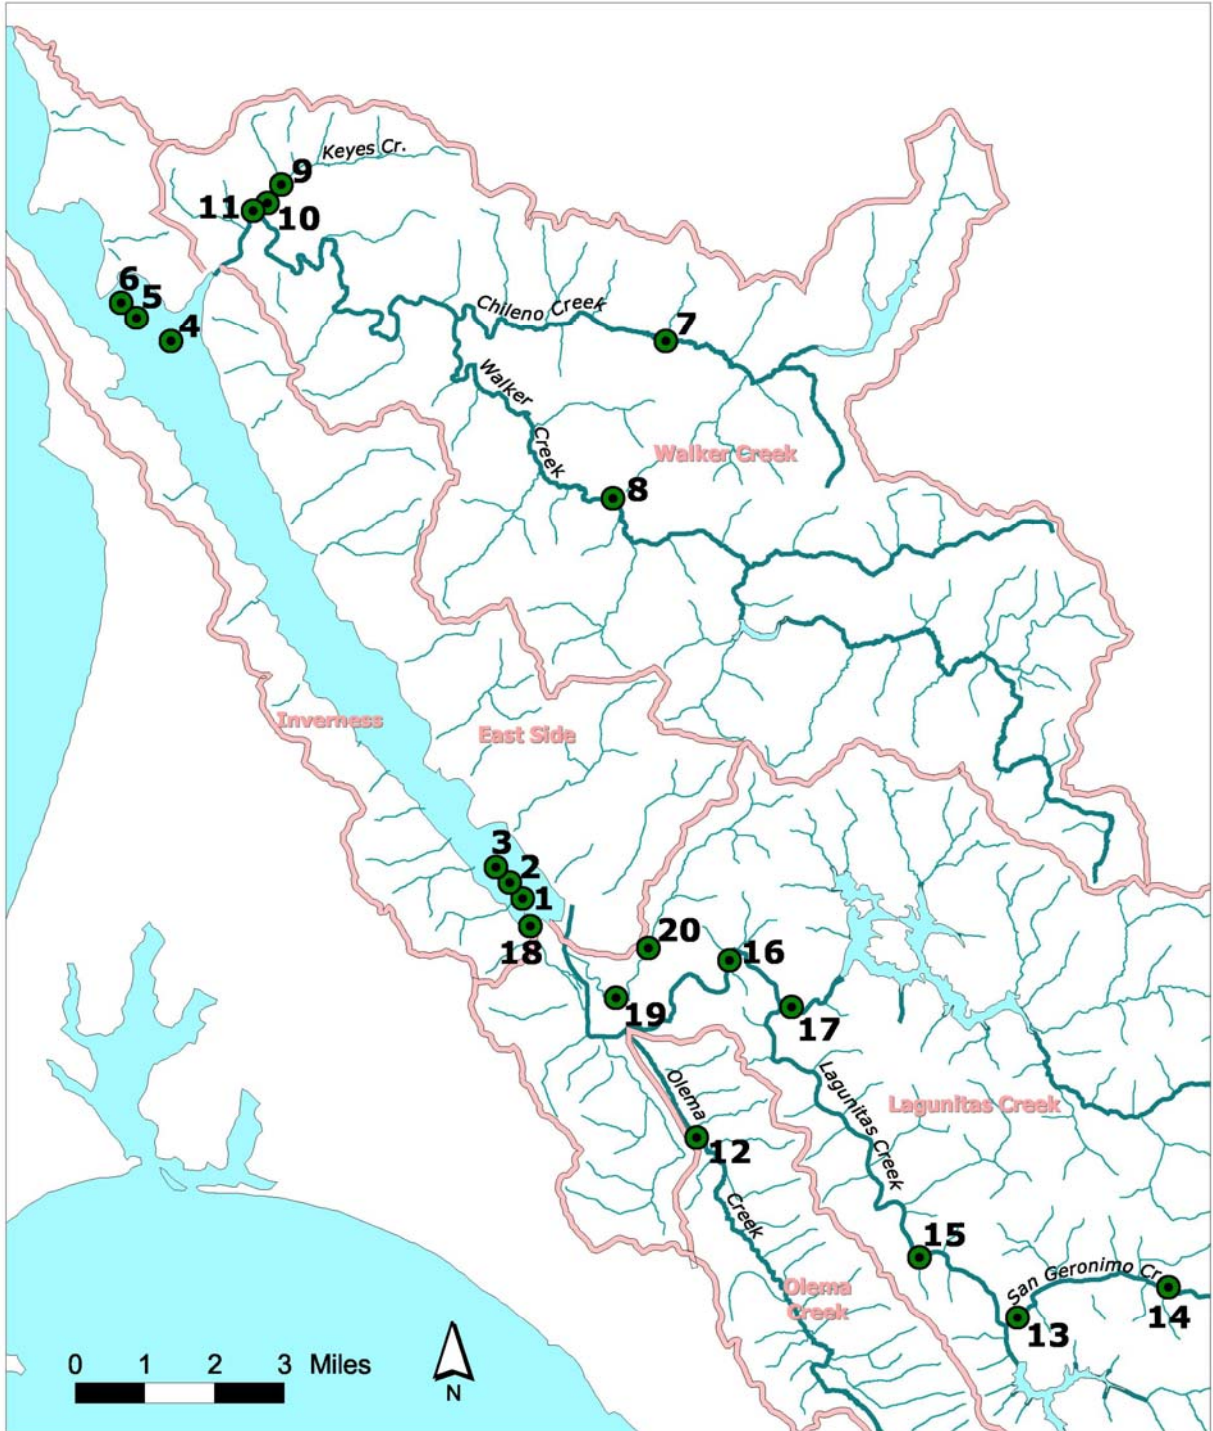 Keyes Cr.
9
11
10
6
5
4
Chileno Creek
7
Walker
Creek
Walker Creek
8
Inverness
East Side
3
2
1
18
20
16
19
17
Olema
Lagunitas Creek
Lagunitas Creek
12
Creek
15
San Geronimo Cr.
Olema
Creek
14
13
0 1 2 3 Miles
N